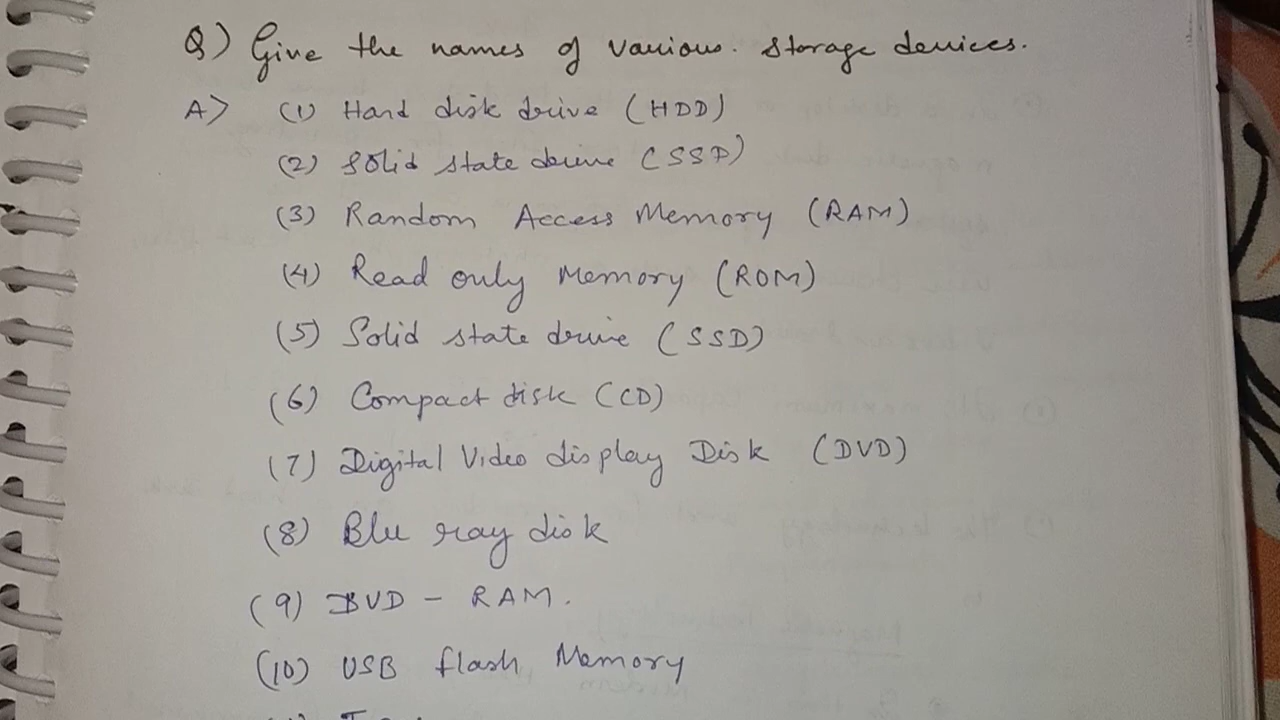 Q) Give the names of various. storage devices.
A> (1) Hard disk drive (HDD)
(2) Solid state drive (SSD)
(3) Random Access Memory (RAM)
(4) Read only Memory (ROM)
(5) Solid state drive (SSD)
(6) Compact disk (CD)
(7) Digital Video display Disk (DVD)
(8) Blu ray disk
(9) DVD - RAM.
(10) USB flash Memory